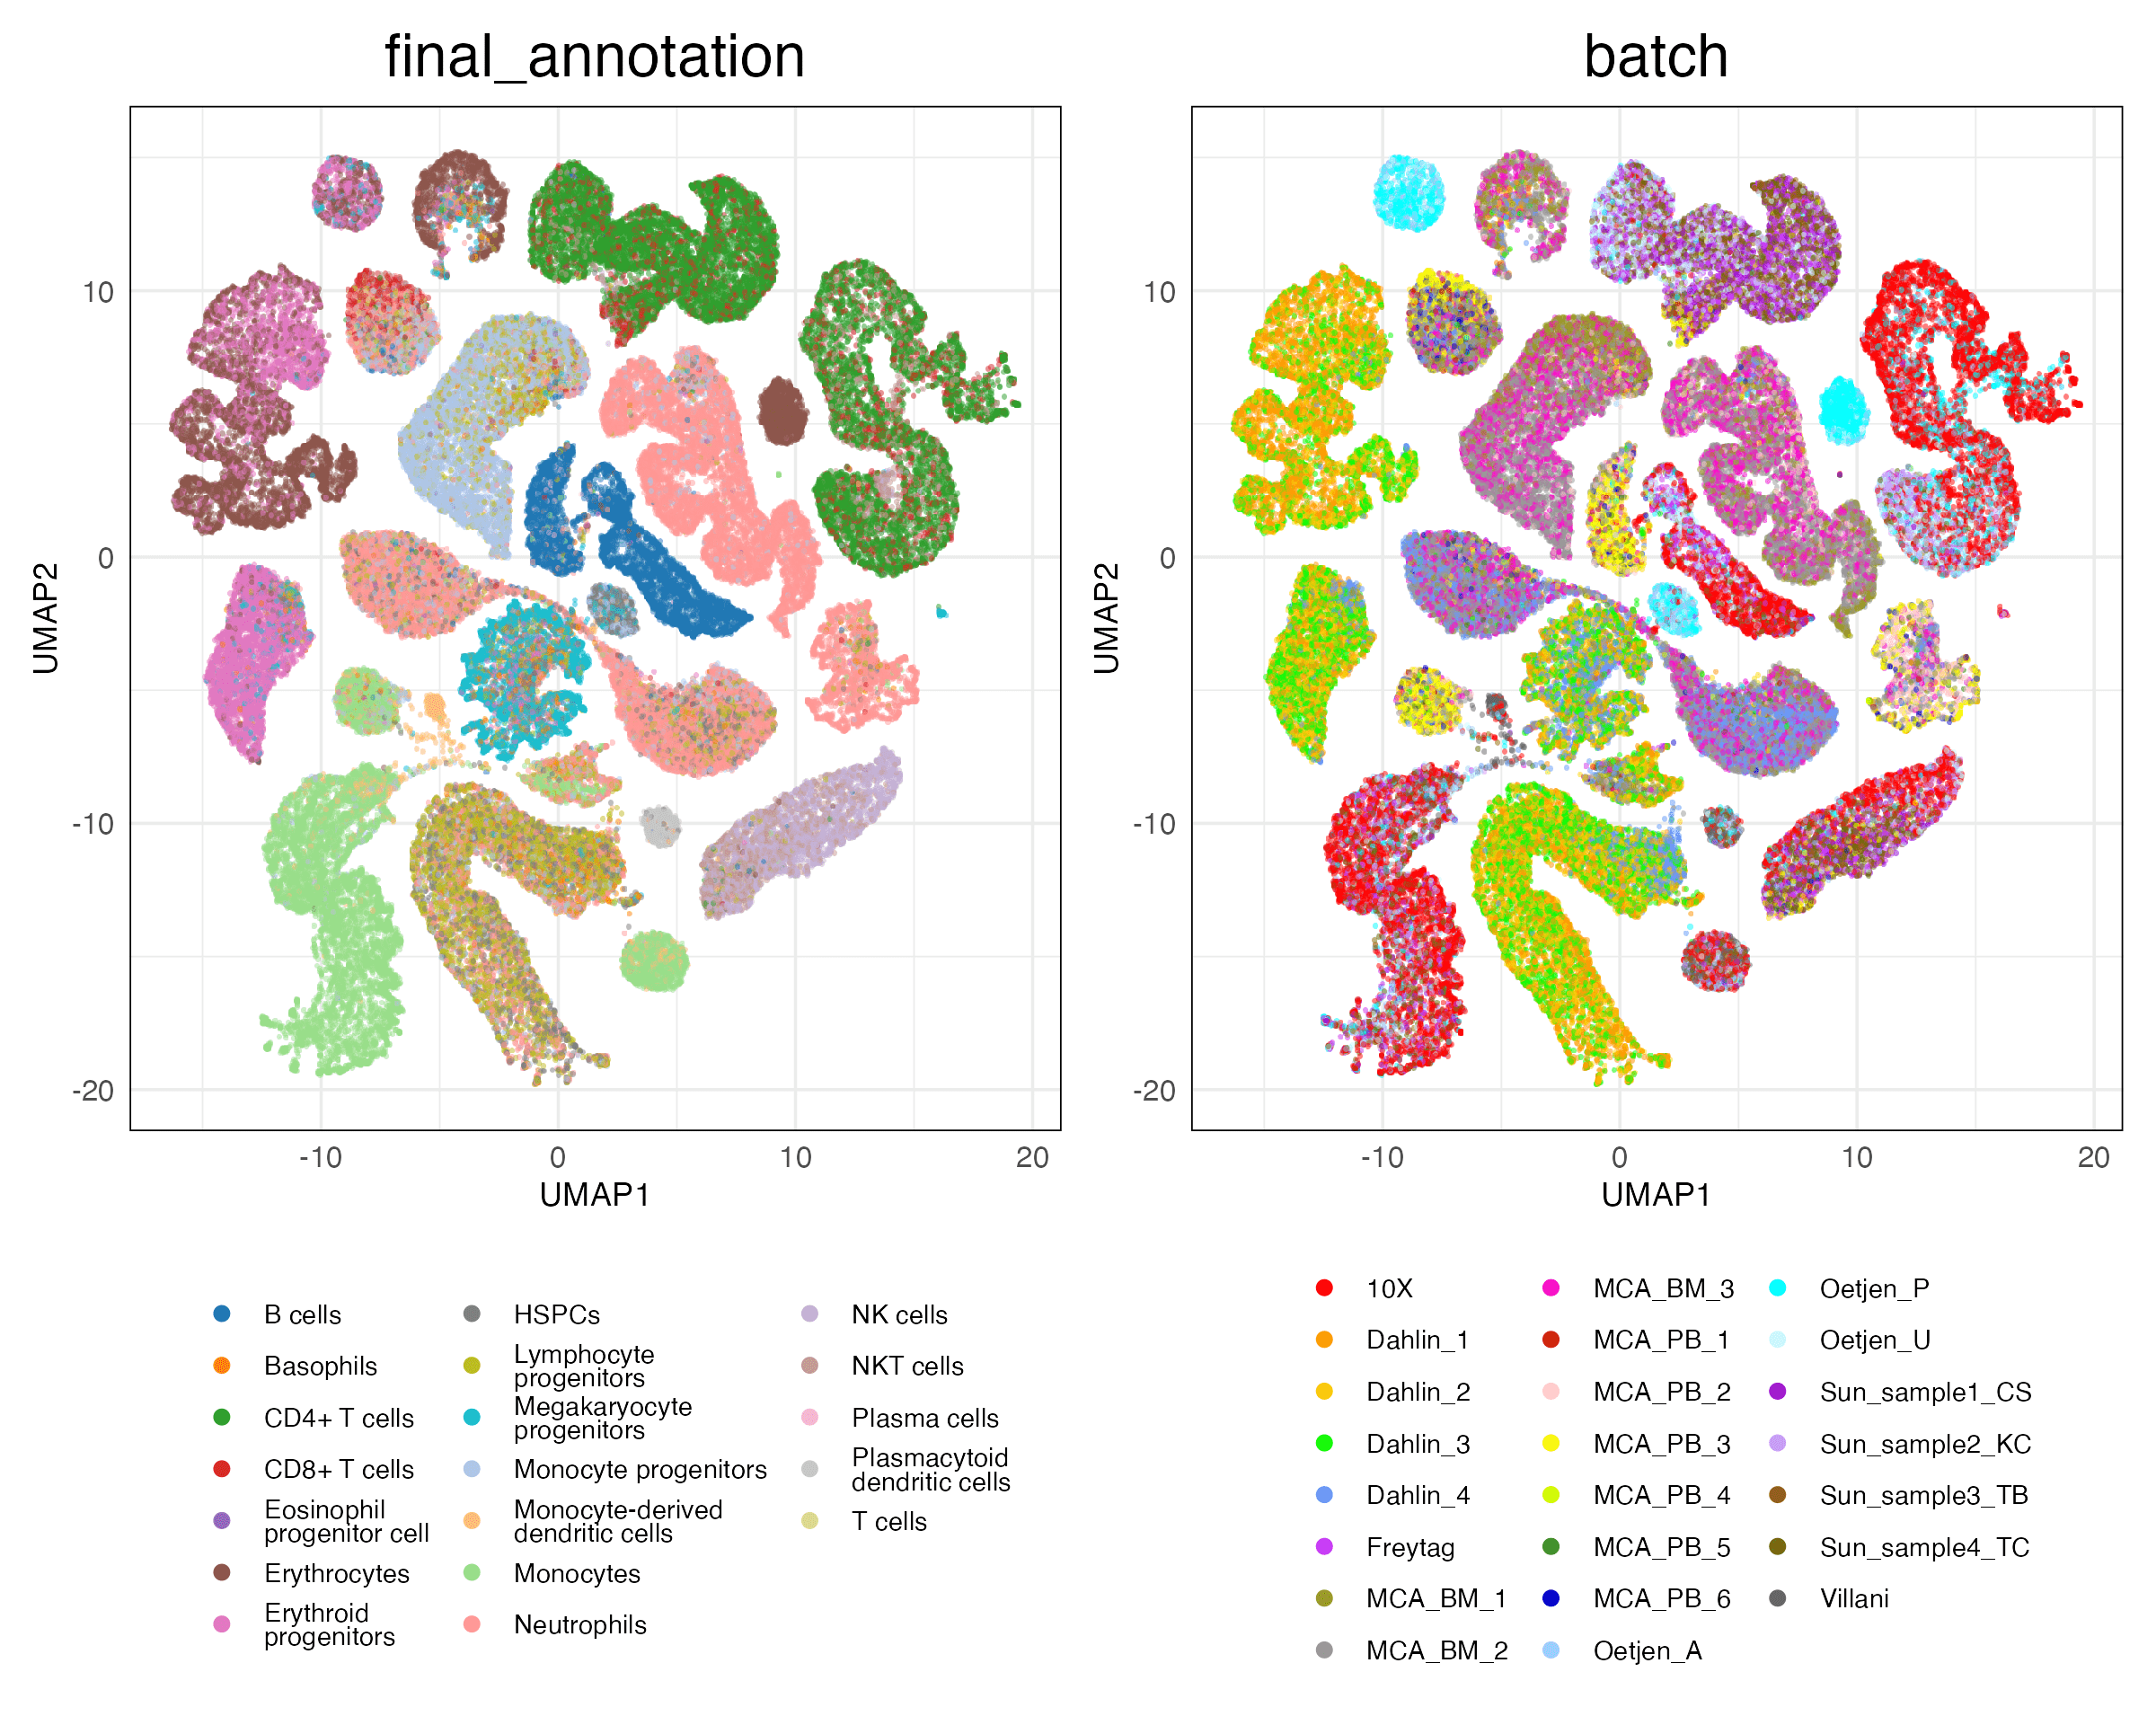 final_annotation
batch
10
0
-10
-20
UMAP2
-10
0
10
20
UMAP1
10
0
-10
-20
UMAP2
-10
0
10
20
UMAP1
B cells
Basophils
CD4+ T cells
CD8+ T cells
Eosinophil
progenitor cell
Erythrocytes
Erythroid
progenitors
HSPCs
Lymphocyte
progenitors
Megakaryocyte
progenitors
Monocyte progenitors
Monocyte-derived
dendritic cells
Monocytes
Neutrophils
NK cells
NKT cells
Plasma cells
Plasmacytoid
dendritic cells
T cells
10X
Dahlin_1
Dahlin_2
Dahlin_3
Dahlin_4
Freytag
MCA_BM_1
MCA_BM_2
MCA_BM_3
MCA_PB_1
MCA_PB_2
MCA_PB_3
MCA_PB_4
MCA_PB_5
MCA_PB_6
Oetjen_A
Oetjen_P
Oetjen_U
Sun_sample1_CS
Sun_sample2_KC
Sun_sample3_TB
Sun_sample4_TC
Villani